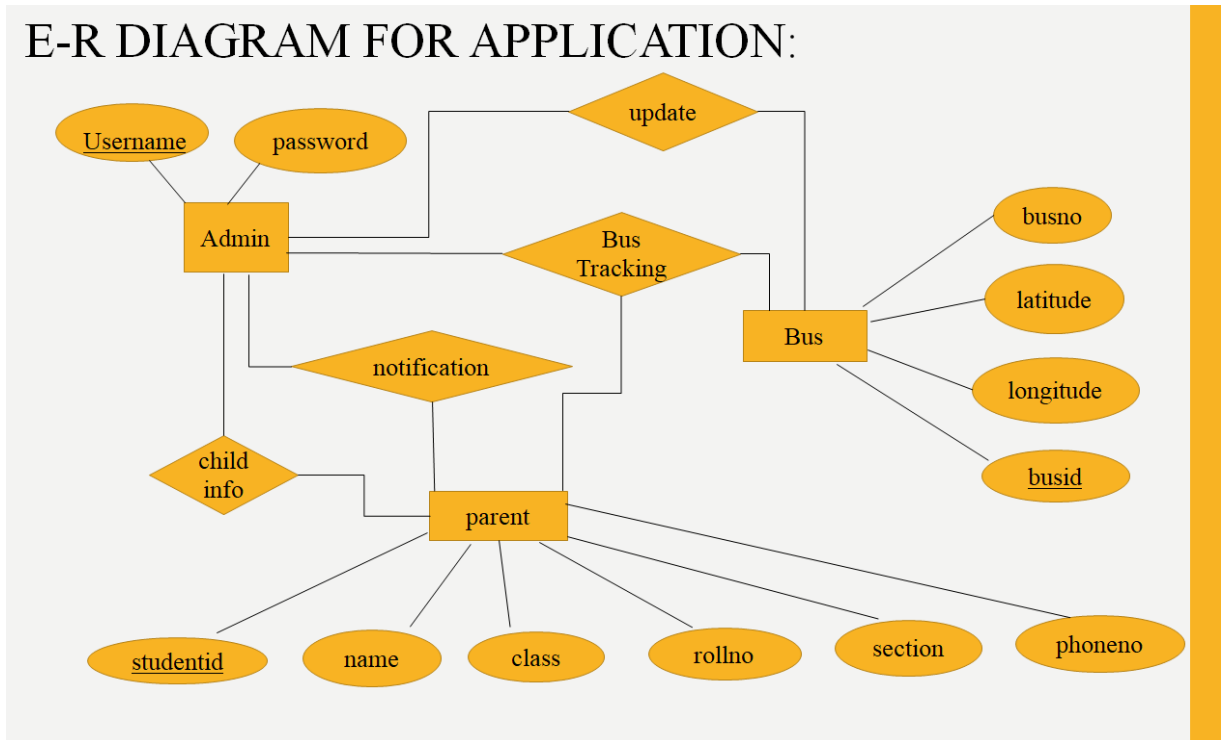 E-R DIAGRAM FOR APPLICATION:
update
Username
password
busno
Admin
Bus
Tracking
latitude
Bus
notification
longitude
child
info
busid
parent
studentid
name
class
rollno
section
phoneno